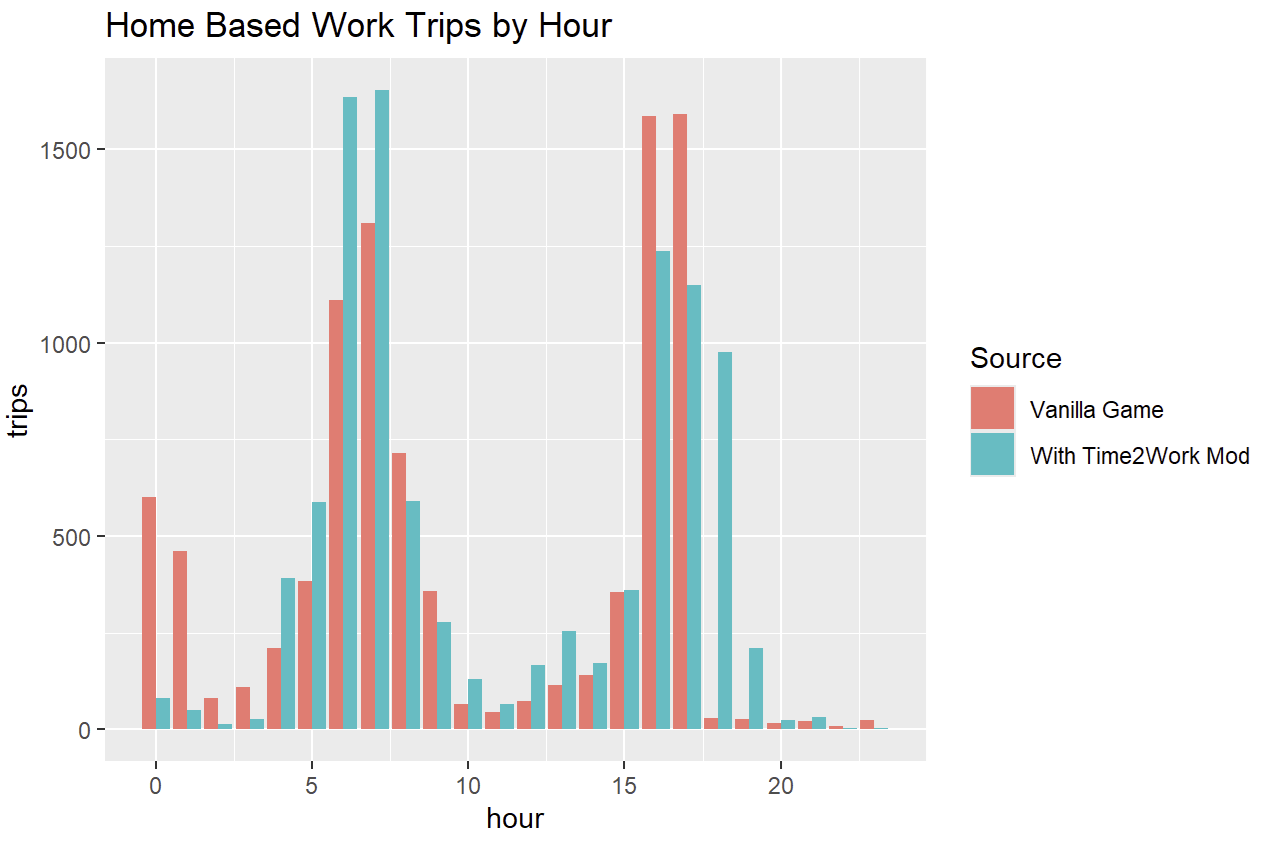 Home Based Work Trips by Hour
1500
1000
500
0
trips
0 5 10 15 20
hour
Source
Vanilla Game
With Time2Work Mod